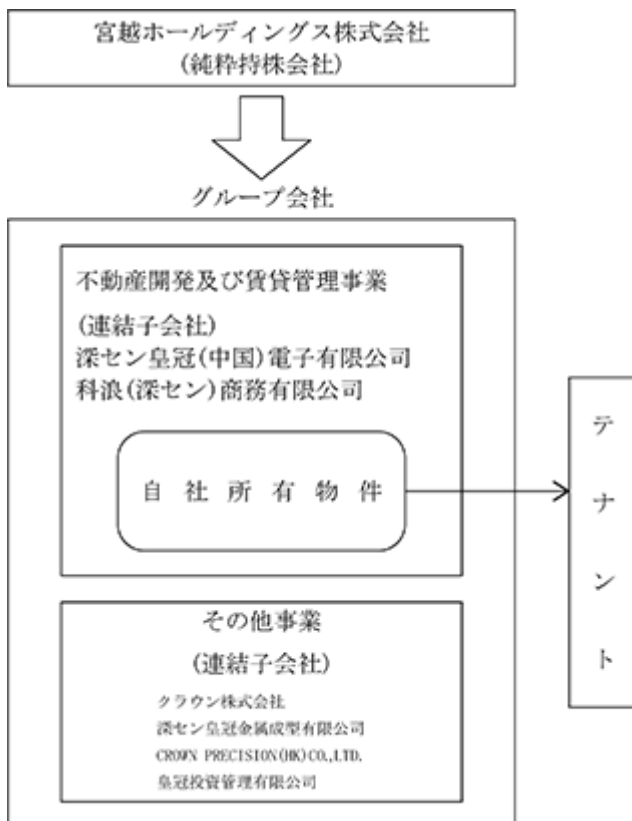 宮越ホールディングス株式会社
(純粋持株会社)
グループ会社
不動産開発及び賃貸管理事業
(連結子会社)
深セン皇冠(中国)電子有限公司
科浪(深セン)商務有限公司
自社所有物件
テナント
その他事業
(連結子会社)
クラウン株式会社
深セン皇冠金属成型有限公司
CROWN PRECISION(HK)CO.,LTD.
皇冠投資管理有限公司